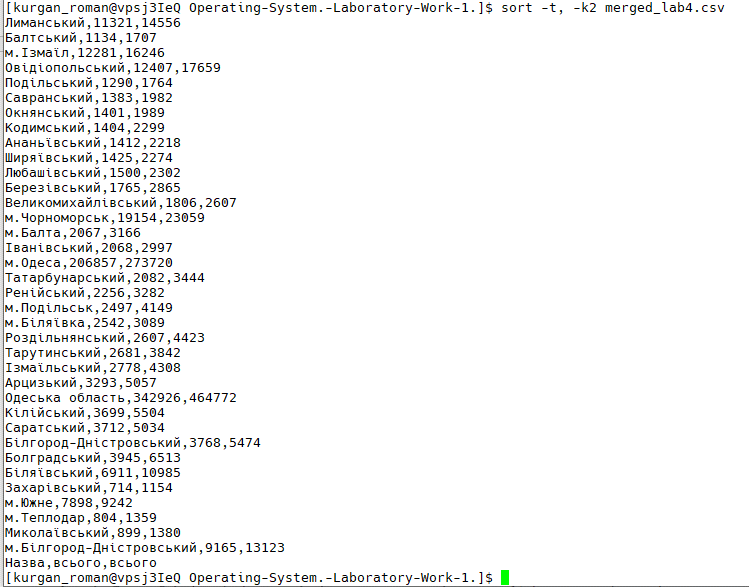 [kurgan_roman@vpsj3IeQ Operating-System.-Laboratory-Work-1.]$ sort -t, -k2 merged_lab4.csv
Лиманський,11321,14556
Балтський,1134,1707
м.Ізмаїл,12281,16246
Овідіопольський,12407,17659
Подільський,1290,1764
Савранський,1383,1982
Окнянський,1401,1989
Кодимський,1404,2299
Ананьївський,1412,2218
Ширяївський,1425,2274
Любашівський,1500,2302
Березівський,1765,2865
Великомихайлівський,1806,2607
м.Чорноморськ,19154,23059
м.Балта,2067,3166
Іванівський,2068,2997
м.Одеса,206857,273720
Татарбунарський,2082,3444
Ренійський,2256,3282
м.Подільськ,2497,4149
м.Біляївка,2542,3089
Роздільнянський,2607,4423
Тарутинський,2681,3842
Ізмаїльський,2778,4308
Арцизький,3293,5057
Одеська область,342926,464772
Кілійський,3699,5504
Саратський,3712,5034
Білгород-Дністровський,3768,5474
Болградський,3945,6513
Біляївський,6911,10985
Захарівський,714,1154
м.Южне,7898,9242
м.Теплодар,804,1359
Миколаївський,899,1380
м.Білгород-Дністровський,9165,13123
Назва,всього,всього
[kurgan_roman@vpsj3IeQ Operating-System.-Laboratory-Work-1.]$